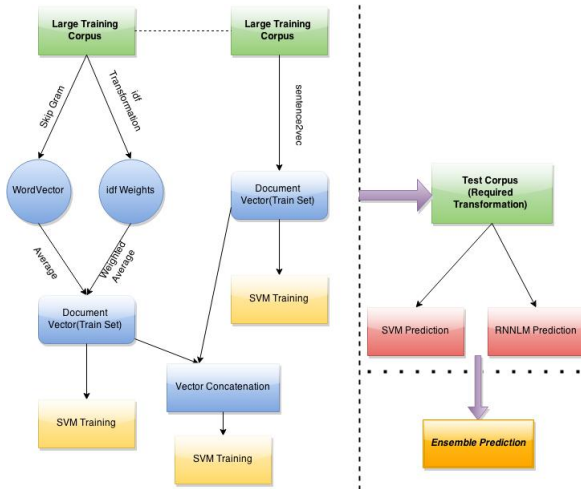 Large Training
Corpus
Large Training
Corpus
Skip Gram
idf
Transformation
sentence2vec
WordVector
idf Weights
Document
Vector(Train Set)
Test Corpus
(Required
Transformation)
Average
Weighted
Average
Document
Vector(Train Set)
SVM Training
SVM Prediction
RNNLM Prediction
Vector Concatenation
SVM Training
SVM Training
Ensemble Prediction